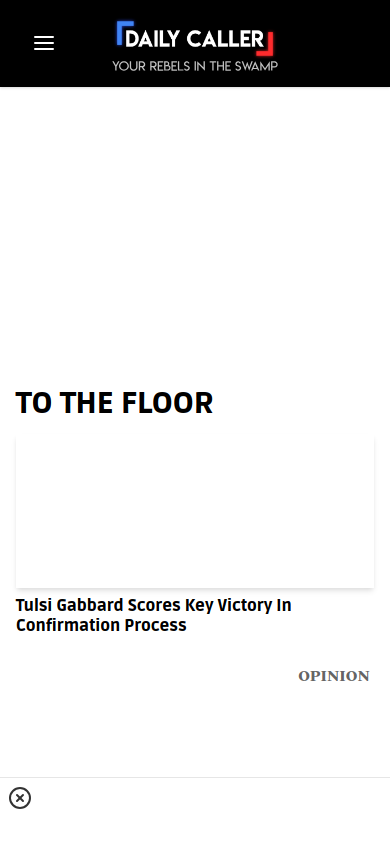 DAILY CALLER
YOUR REBELS IN THE SWAMP
TO THE FLOOR
Tulsi Gabbard Scores Key Victory In
Confirmation Process
OPINION